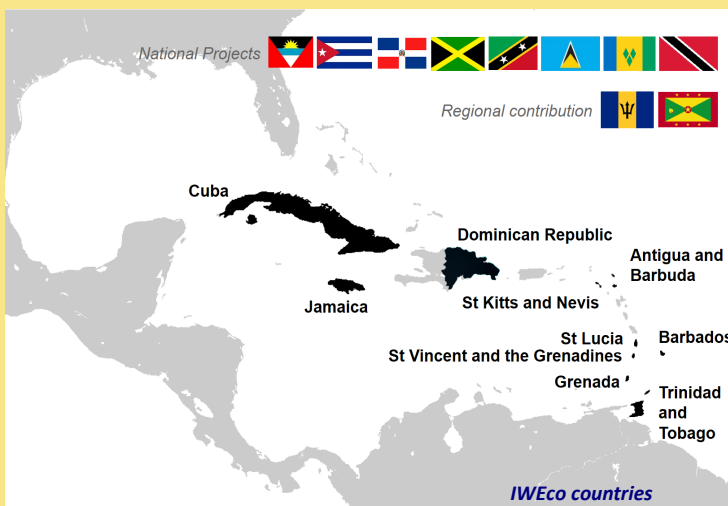 National Projects
Regional contribution
Cuba
Dominican Republic
Antigua and
Barbuda
Jamaica
St Kitts and Nevis
St Lucia
Barbados
St Vincent and the Grenadines
Grenada
Trinidad
and
Tobago
IWEco countries